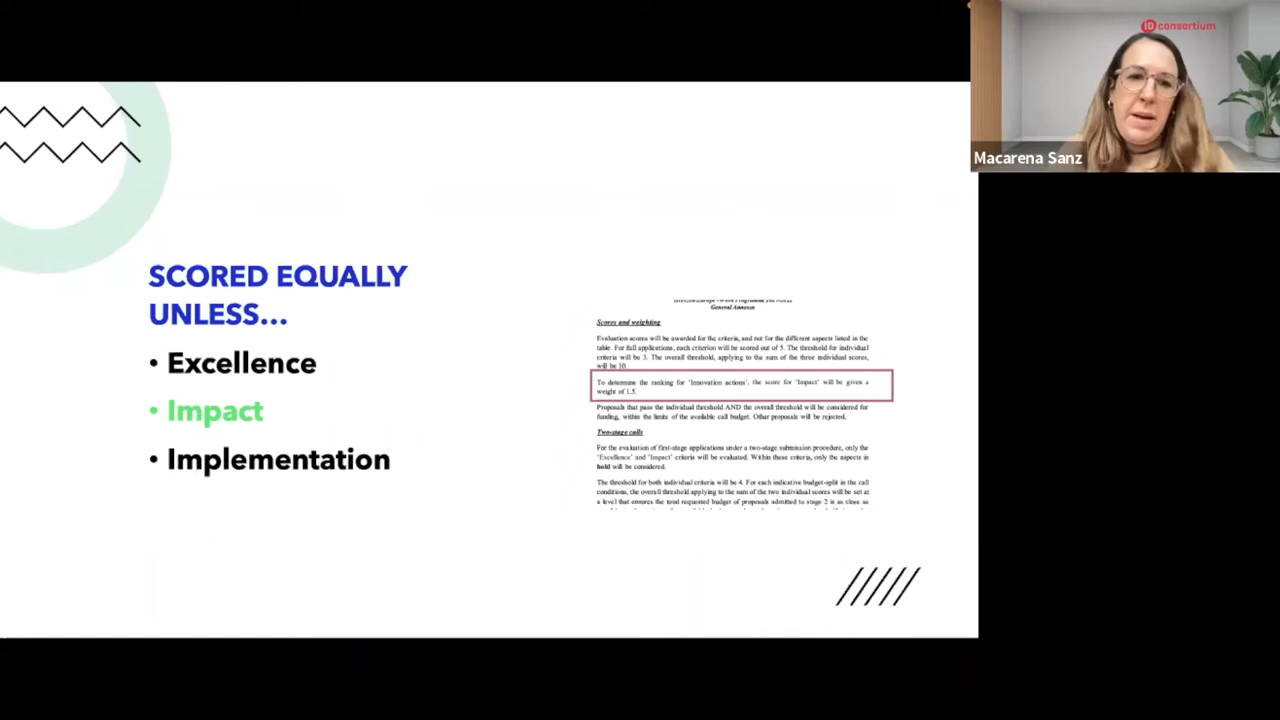 iD consortium
Macarena Sanz
SCORED EQUALLY
UNLESS...
• Excellence
• Impact
• Implementation
General Annexes
Scores and weighting
Evaluation scores will be awarded for the criteria, and not for the different aspects listed in the
table. For full applications, each criterion will be scored out of 5. The threshold for individual
criteria will be 3. The overall threshold, applying to the sum of the three individual scores,
will be 10.
To determine the ranking for 'Innovation actions', the score for 'Impact' will be given a
weight of 1.5.
Proposals that pass the individual threshold AND the overall threshold will be considered for
funding, within the limits of the available call budget. Other proposals will be rejected.
Two-stage calls
For the evaluation of first-stage applications under a two-stage submission procedure, only the
'Excellence' and 'Impact' criteria will be evaluated. Within these criteria, only the aspects in
bold will be considered.
The threshold for both individual criteria will be 4. For each indicative budget-split in the call
conditions, the overall threshold applying to the sum of the two individual scores will be set at
a level that ensures the total requested budget of proposals admitted to stage 2 is as close as